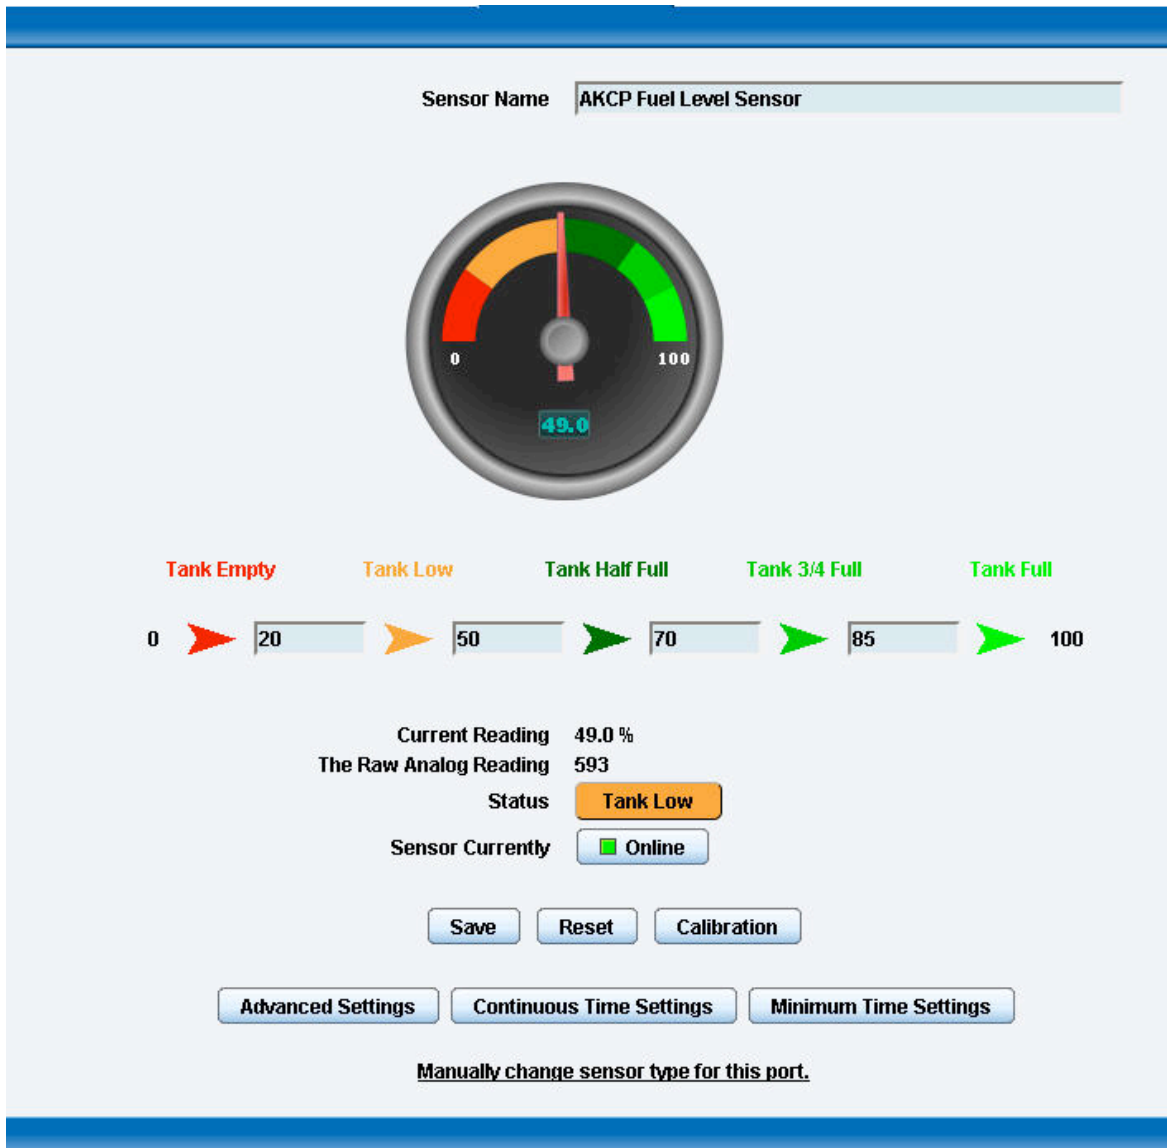 Sensor Name AKCP Fuel Level Sensor
0 100
49.0
Tank Empty Tank Low Tank Half Full Tank 3/4 Full Tank Full
0 20 50 70 85 100
Current Reading 49.0 %
The Raw Analog Reading 593
Status Tank Low
Sensor Currently Online
Save Reset Calibration
Advanced Settings Continuous Time Settings Minimum Time Settings
Manually change sensor type for this port.